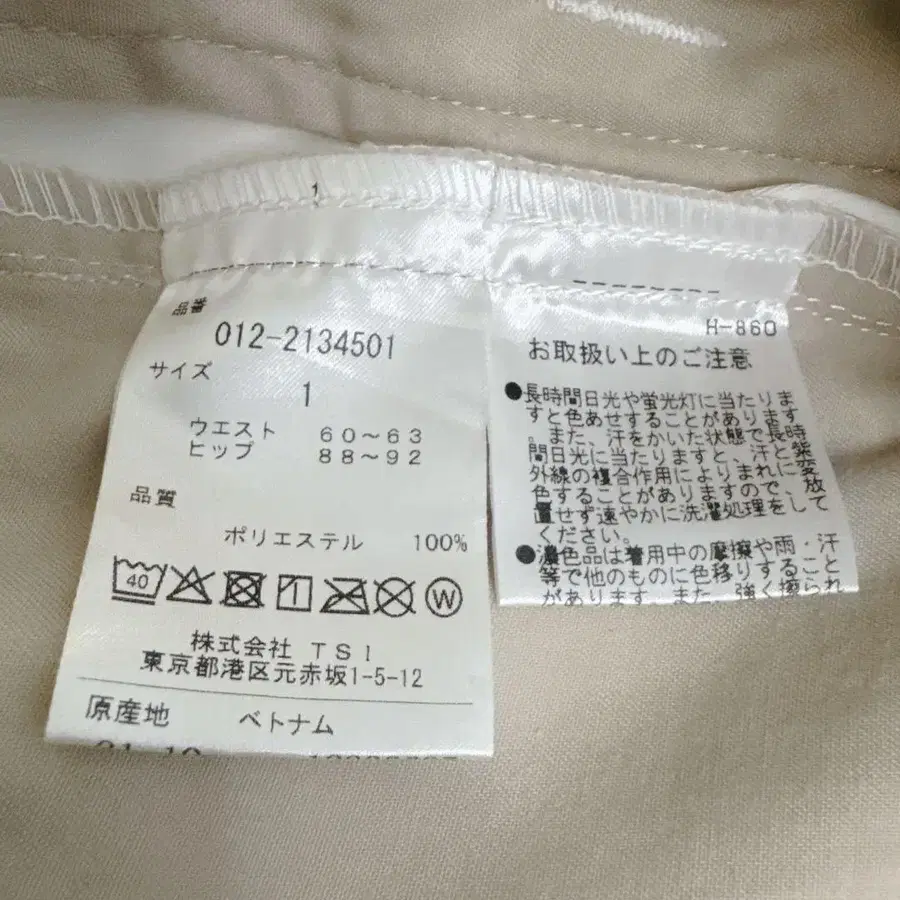 1
品番
012-2134501
サイズ
1
ウエスト 60～63
ヒップ 88～92
品質
ポリエステル 100%
40
W
株式会社 TSI
東京都港区元赤坂1-5-12
原産地 ベトナム
--------
H-860
お取扱い上のご注意
●長時間日光や蛍光灯に当たりま
すと色あせすることがあります
。また、汗をかいた状態で長時
間日光に当たりますと、汗と紫
外線の複合作用によりまれに変
色することがありますので、放
置せず速やかに洗濯処理をして
ください。
●濃色品は着用中の摩擦や雨・汗
等で他のものに色移りすること
があります。また、強く擦られ